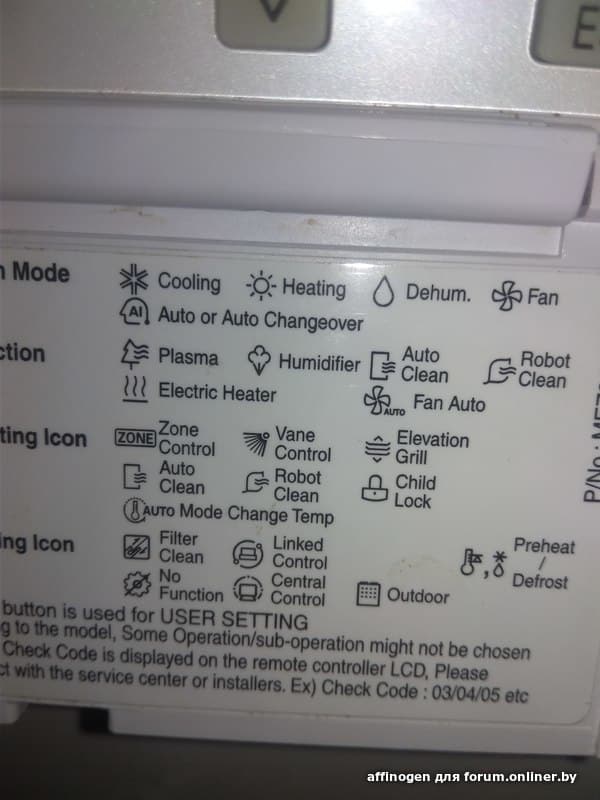 n Mode Cooling Heating Dehum. Fan
AI Auto or Auto Changeover
ction Plasma Humidifier Auto Clean Robot Clean
Electric Heater AUTO Fan Auto
ting Icon ZONE Zone Control Vane Control Elevation Grill
Auto Clean Robot Clean Child Lock
AUTO Mode Change Temp
ing Icon Filter Clean Linked Control , Preheat / Defrost
No Function Central Control Outdoor
button is used for USER SETTING
g to the model, Some Operation/sub-operation might not be chosen
Check Code is displayed on the remote controller LCD, Please
ct with the service center or installers. Ex) Check Code : 03/04/05 etc
P/No.:
affinogen для forum.onliner.by